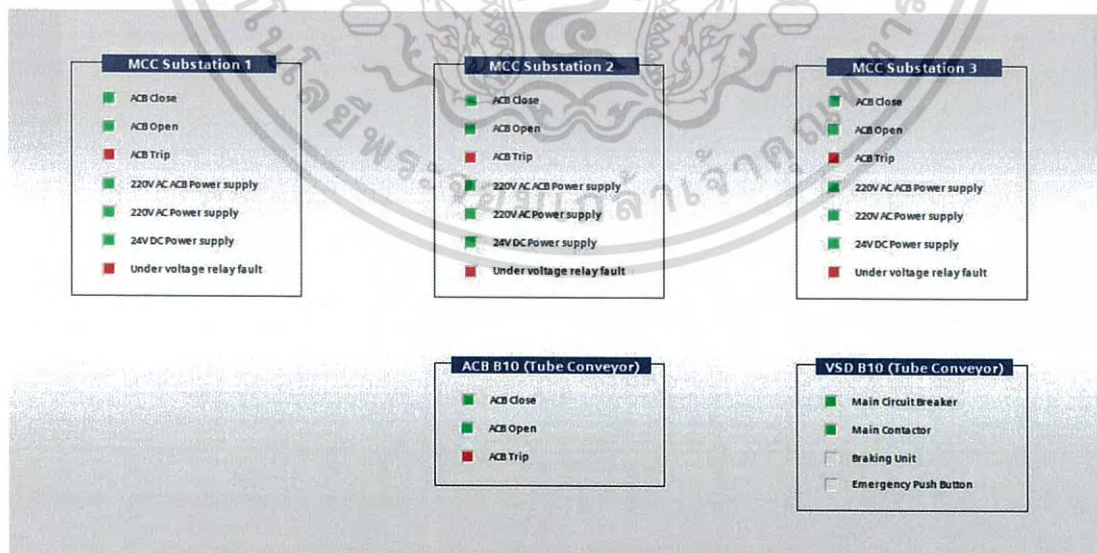 MCC Substation 1
ACB Close
ACB Open
ACB Trip
220V AC ACB Power supply
220V AC Power supply
24V DC Power supply
Under voltage relay fault
MCC Substation 2
ACB Close
ACB Open
ACB Trip
220V AC ACB Power supply
220V AC Power supply
24V DC Power supply
Under voltage relay fault
MCC Substation 3
ACB Close
ACB Open
ACB Trip
220V AC ACB Power supply
220V AC Power supply
24V DC Power supply
Under voltage relay fault
ACB B10 (Tube Conveyor)
ACB Close
ACB Open
ACB Trip
VSD B10 (Tube Conveyor)
Main Circuit Breaker
Main Contactor
Braking Unit
Emergency Push Button